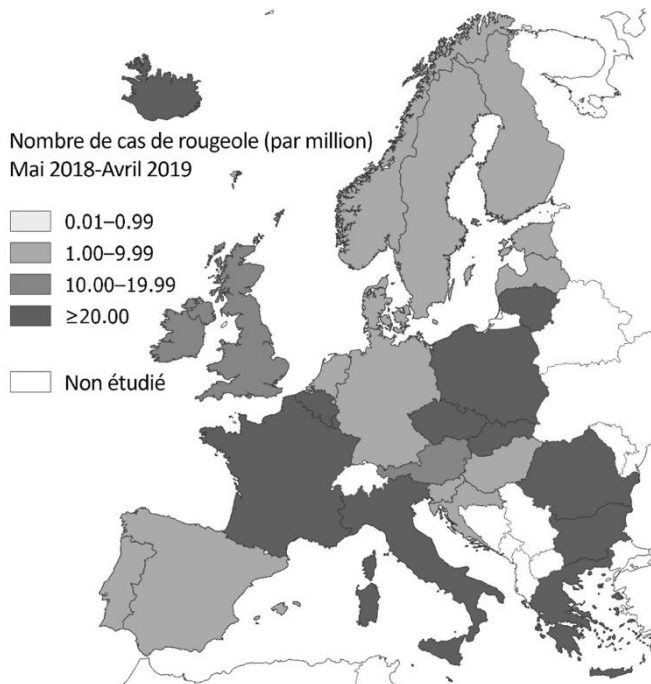 Nombre de cas de rougeole (par million)
Mai 2018-Avril 2019
0.01–0.99
1.00–9.99
10.00–19.99
≥20.00
Non étudié